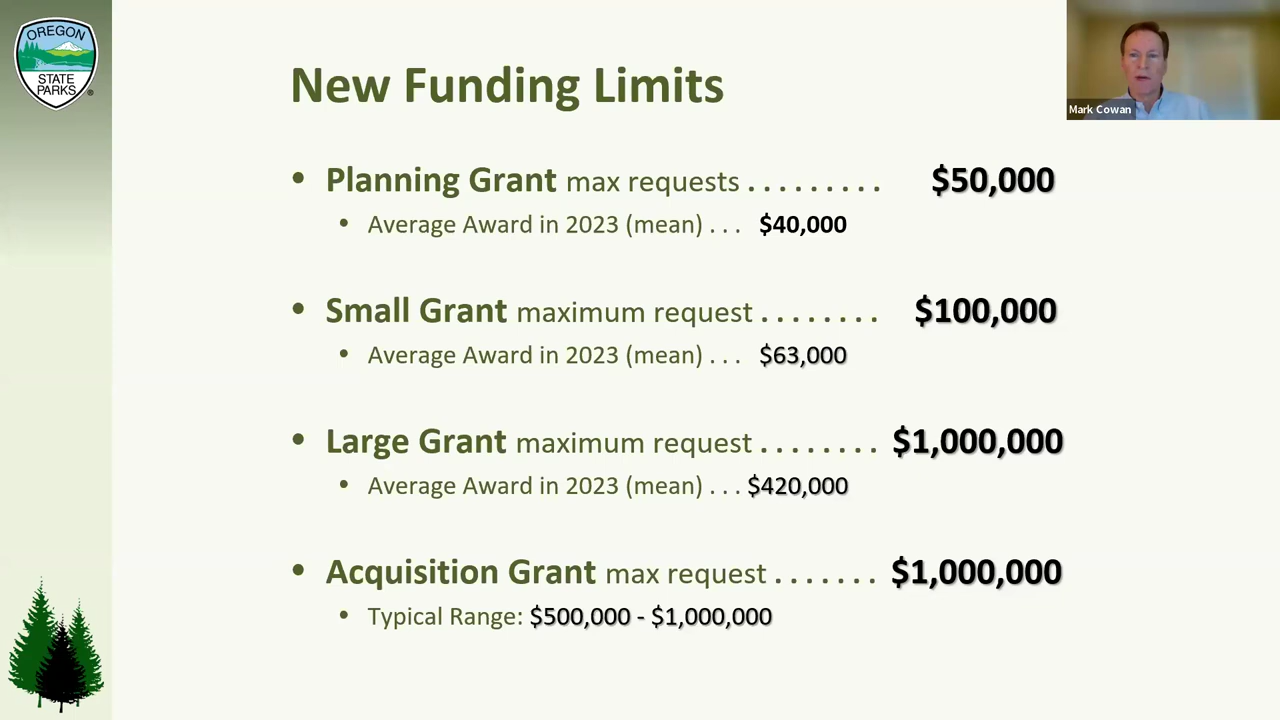 OREGON
STATE
PARKS
New Funding Limits
Mark Cowan
• Planning Grant max requests . . . . . . . . . $50,000
• Average Award in 2023 (mean) . . . $40,000
• Small Grant maximum request . . . . . . . . $100,000
• Average Award in 2023 (mean) . . . $63,000
• Large Grant maximum request . . . . . . . . $1,000,000
• Average Award in 2023 (mean) . . . $420,000
• Acquisition Grant max request . . . . . . . $1,000,000
• Typical Range: $500,000 - $1,000,000